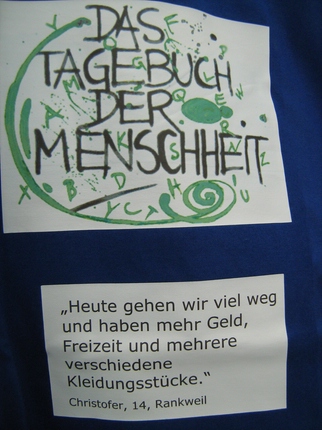 DAS
TAGEBUCH
DER
MENSCHHEIT
„Heute gehen wir viel weg
und haben mehr Geld,
Freizeit und mehrere
verschiedene
Kleidungsstücke.“
Christofer, 14, Rankweil